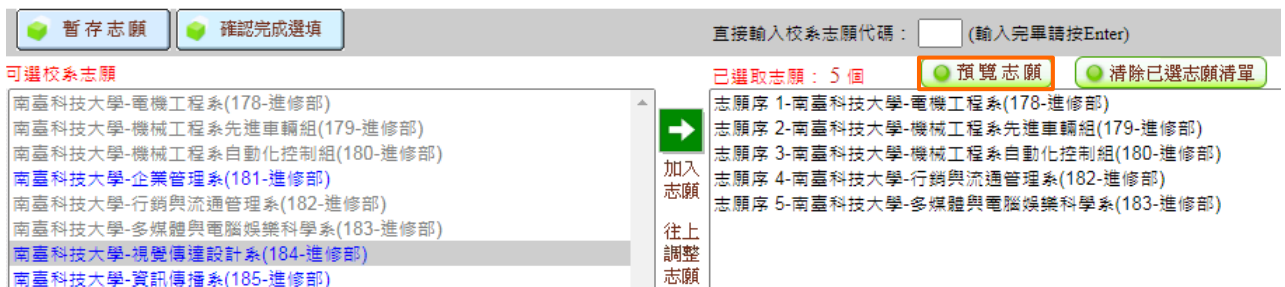 暫存志願
確認完成選填
直接輸入校系志願代碼： (輸入完畢請按Enter)
可選校系志願
已選取志願： 5 個
預覽志願
清除已選志願清單
南臺科技大學-電機工程系(178-進修部)
南臺科技大學-機械工程系先進車輛組(179-進修部)
南臺科技大學-機械工程系自動化控制組(180-進修部)
南臺科技大學-企業管理系(181-進修部)
南臺科技大學-行銷與流通管理系(182-進修部)
南臺科技大學-多媒體與電腦娛樂科學系(183-進修部)
南臺科技大學-視覺傳達設計系(184-進修部)
南臺科技大學-資訊傳播系(185-進修部)
加入
志願
往上
調整
志願
志願序 1-南臺科技大學-電機工程系(178-進修部)
志願序 2-南臺科技大學-機械工程系先進車輛組(179-進修部)
志願序 3-南臺科技大學-機械工程系自動化控制組(180-進修部)
志願序 4-南臺科技大學-行銷與流通管理系(182-進修部)
志願序 5-南臺科技大學-多媒體與電腦娛樂科學系(183-進修部)